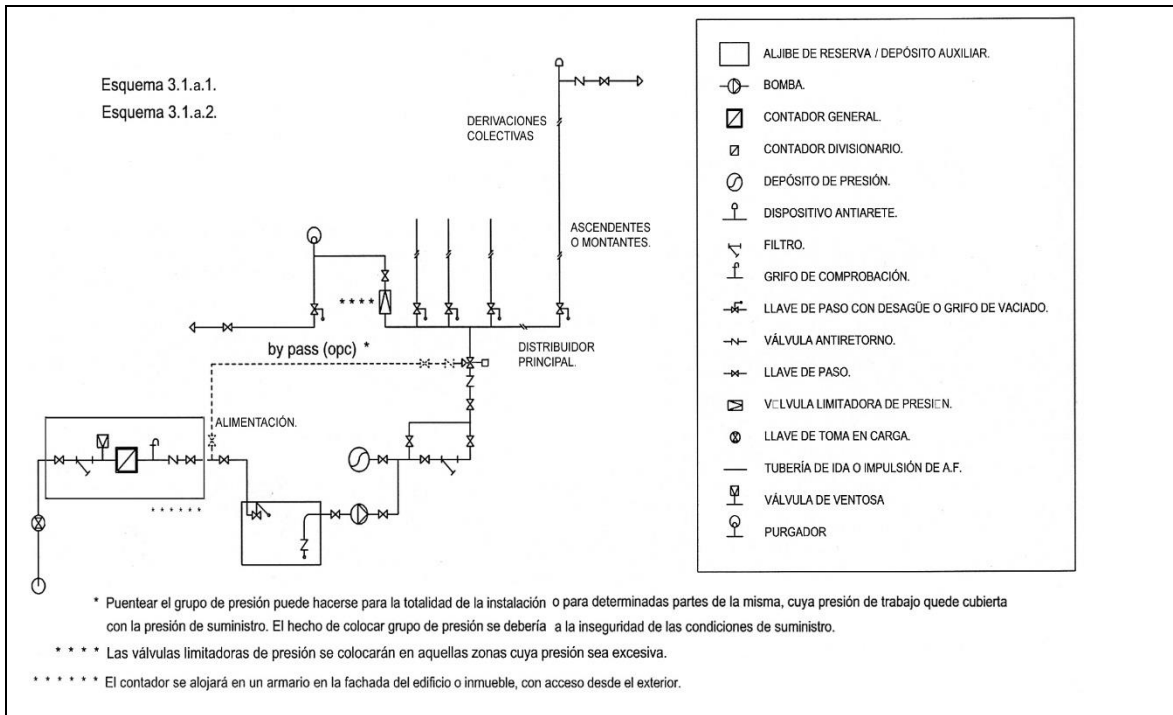 Esquema 3.1.a.1.
Esquema 3.1.a.2.
DERIVACIONES
COLECTIVAS
ASCENDENTES
O MONTANTES.
* * * *
by pass (opc) *
DISTRIBUIDOR
PRINCIPAL.
ALIMENTACIÓN.
* * * * * *
ALJIBE DE RESERVA / DEPÓSITO AUXILIAR.
BOMBA.
CONTADOR GENERAL.
CONTADOR DIVISIONARIO.
DEPÓSITO DE PRESIÓN.
DISPOSITIVO ANTIARETE.
FILTRO.
GRIFO DE COMPROBACIÓN.
LLAVE DE PASO CON DESAGÜE O GRIFO DE VACIADO.
VÁLVULA ANTIRETORNO.
LLAVE DE PASO.
V□LVULA LIMITADORA DE PRESI□N.
LLAVE DE TOMA EN CARGA.
TUBERÍA DE IDA O IMPULSIÓN DE A.F.
VÁLVULA DE VENTOSA
PURGADOR
* Puentear el grupo de presión puede hacerse para la totalidad de la instalación o para determinadas partes de la misma, cuya presión de trabajo quede cubierta
con la presión de suministro. El hecho de colocar grupo de presión se debería a la inseguridad de las condiciones de suministro.
* * * * Las válvulas limitadoras de presión se colocarán en aquellas zonas cuya presión sea excesiva.
* * * * * * El contador se alojará en un armario en la fachada del edificio o inmueble, con acceso desde el exterior.